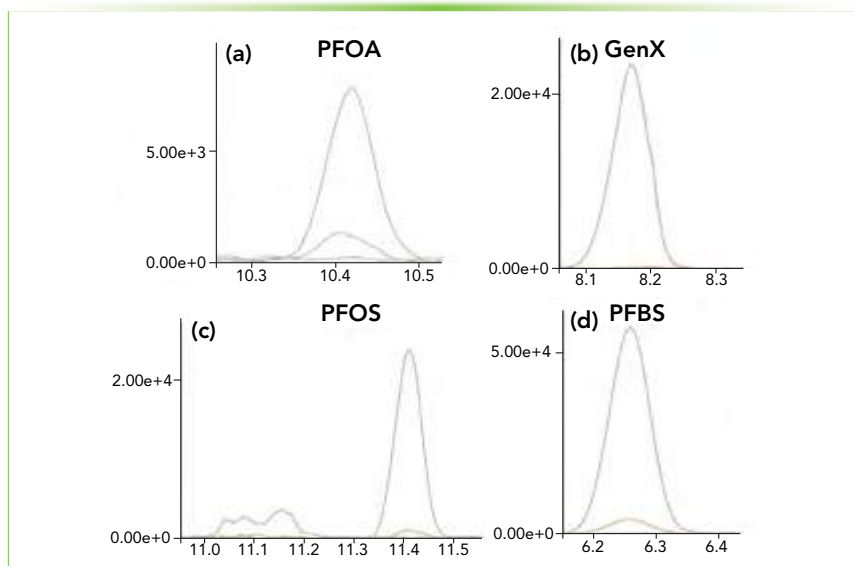 (a) PFOA
5.00e+3
0.00e+0
10.3 10.4 10.5
(b) GenX
2.00e+4
0.00e+0
8.1 8.2 8.3
(c) PFOS
2.00e+4
0.00e+0
11.0 11.1 11.2 11.3 11.4 11.5
(d) PFBS
5.00e+4
0.00e+0
6.2 6.3 6.4